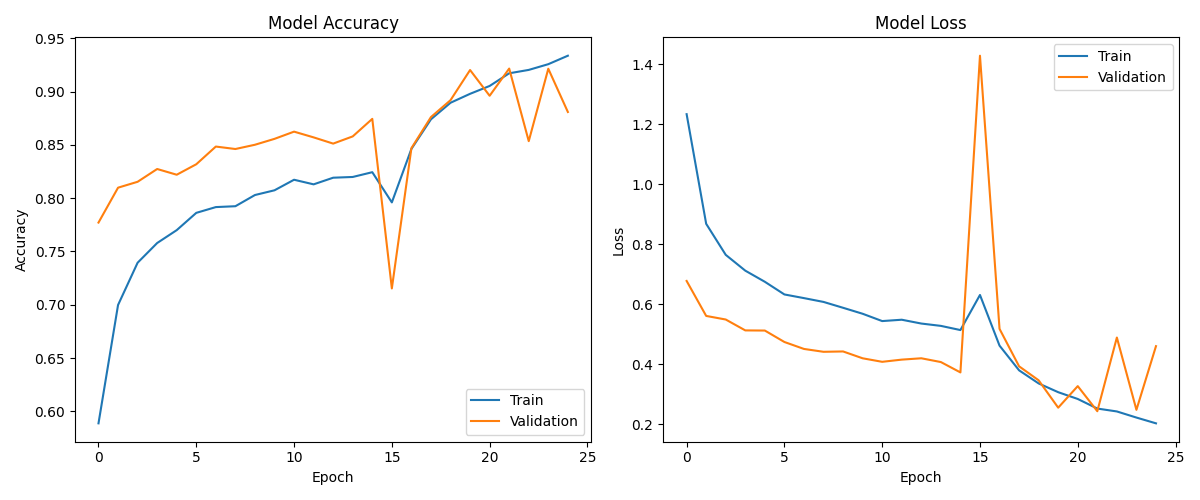 Model Accuracy
0.95
0.90
0.85
0.80
0.75
0.70
0.65
0.60
Accuracy
0 5 10 15 20 25
Epoch
Train
Validation
Model Loss
1.4
1.2
1.0
0.8
0.6
0.4
0.2
Loss
0 5 10 15 20 25
Epoch
Train
Validation